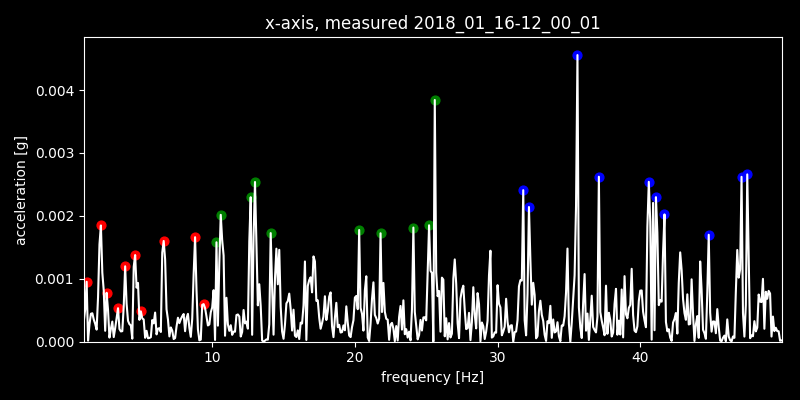 x-axis, measured 2018_01_16-12_00_01
acceleration [g]
0.004
0.003
0.002
0.001
0.000
10 20 30 40
frequency [Hz]